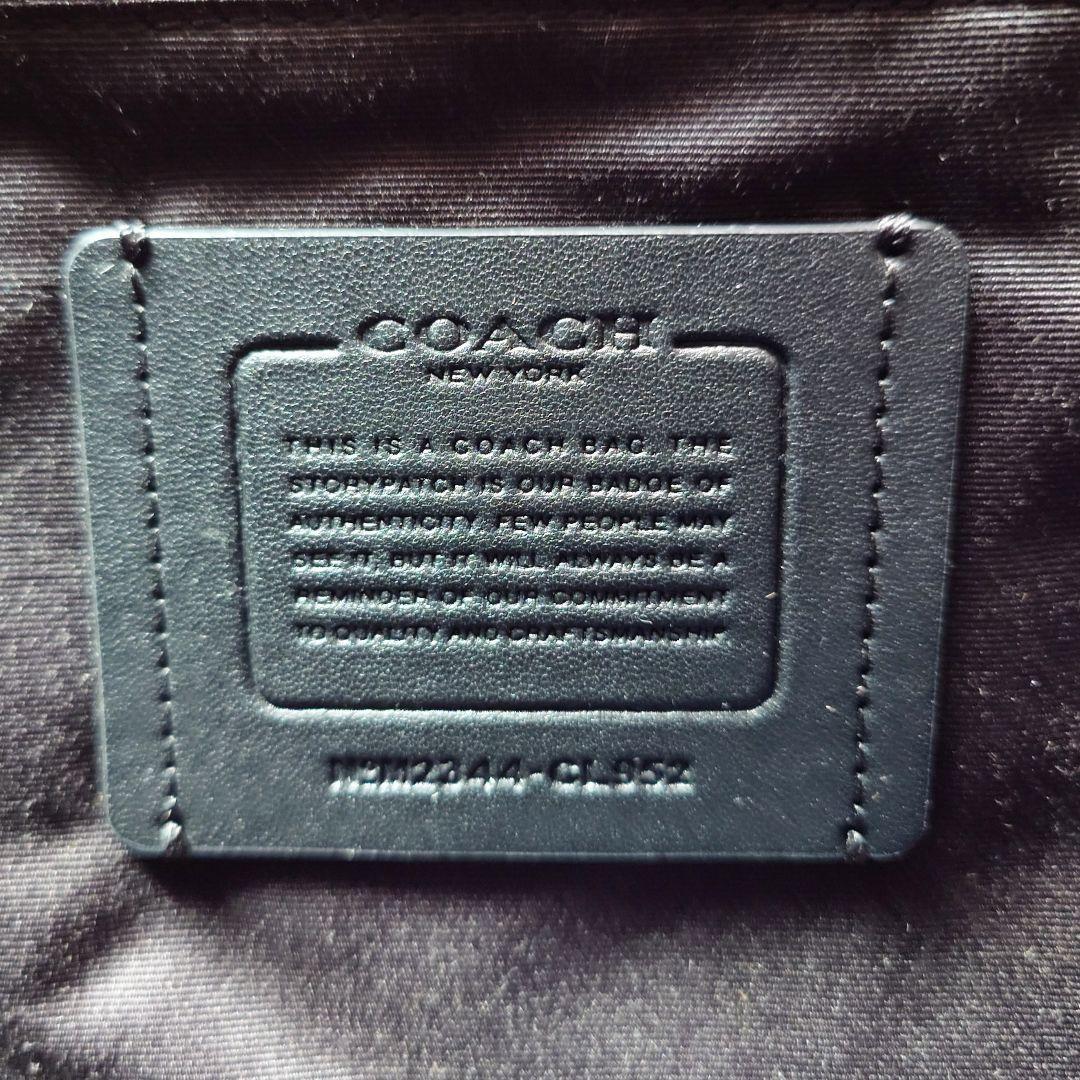 COACH
NEW YORK
THIS IS A COACH BAG. THE
STORYPATCH IS OUR BADGE OF
AUTHENTICITY. FEW PEOPLE MAY
SEE IT, BUT IT WILL ALWAYS BE A
REMINDER OF OUR COMMITMENT
TO QUALITY AND CRAFTSMANSHIP